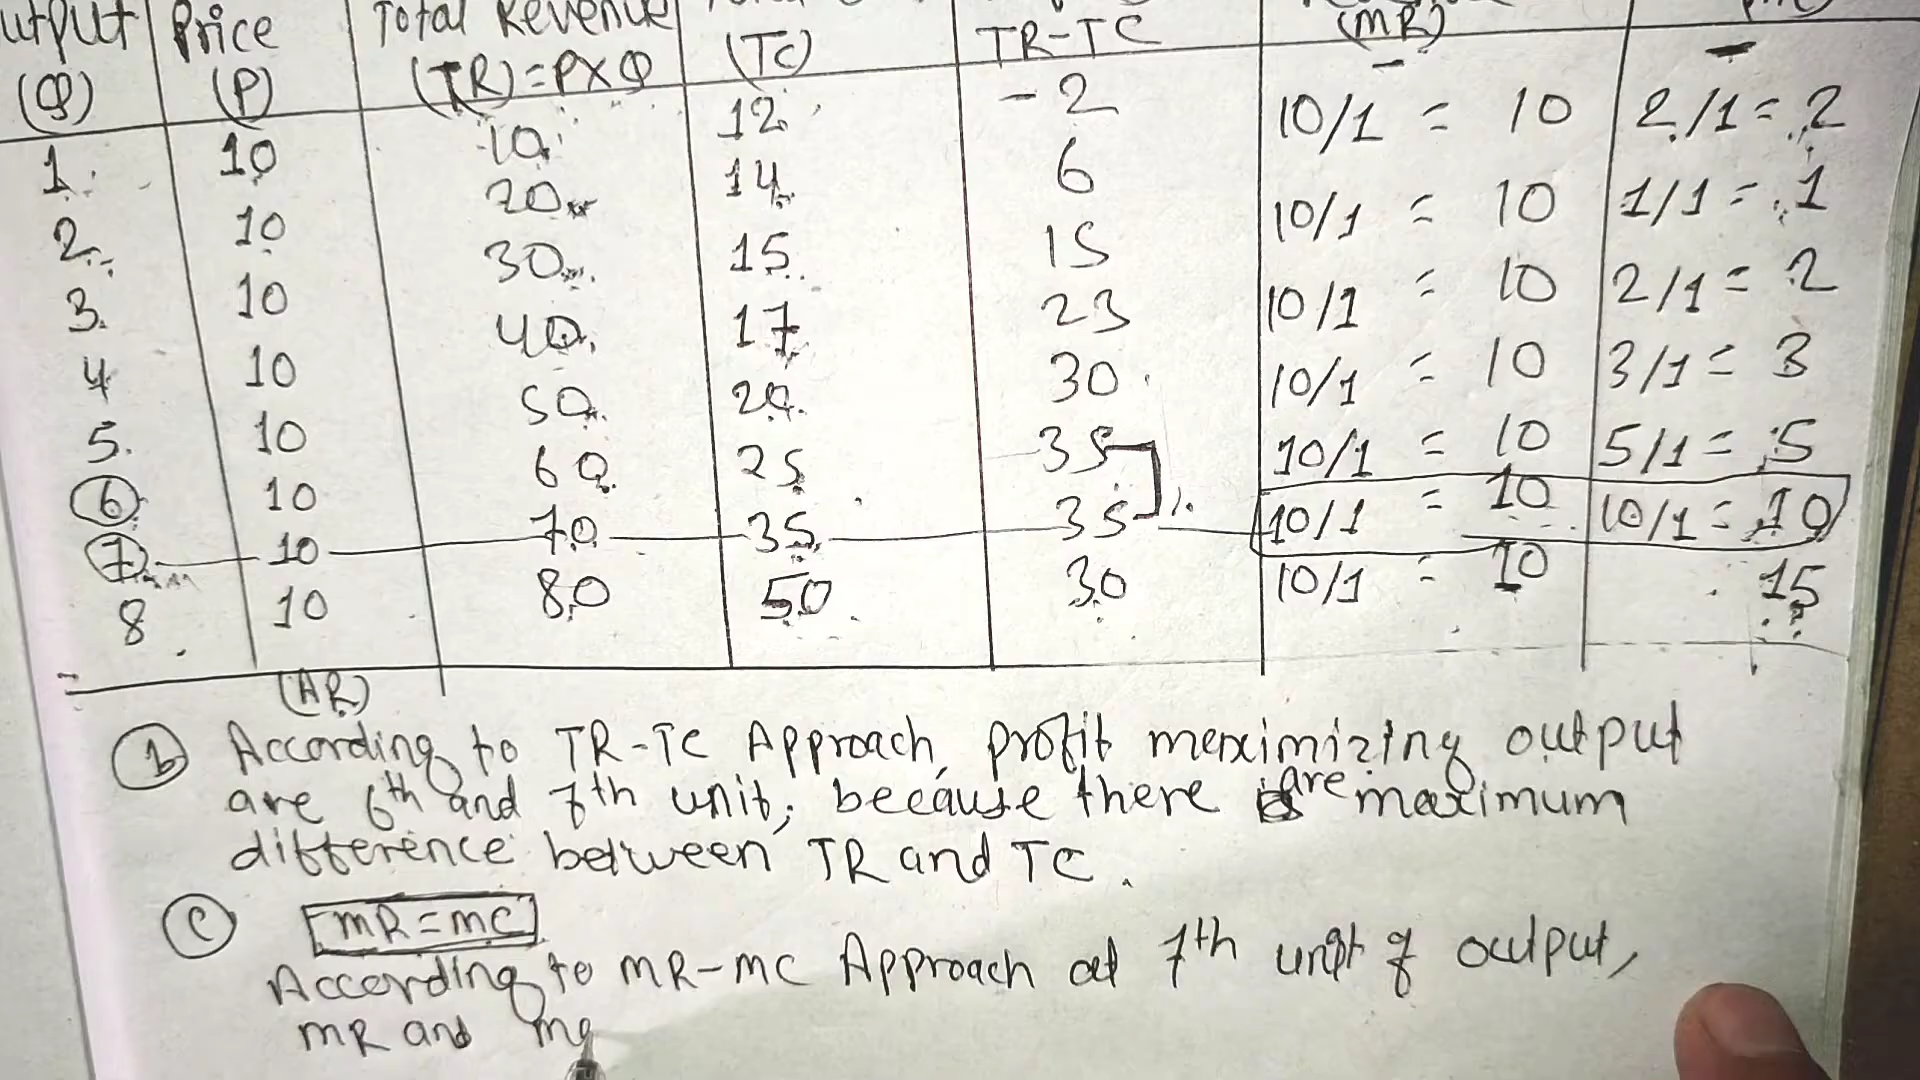 Price Total Revenue
(Q) (P) (TR)=P×Q (TC) TR-TC (MR)
- -
1. 10 10 12 -2
2. 10 20 14 6 10/1 = 10 2/1 = 2
3. 10 30 15 15 10/1 = 10 1/1 = 1
4 10 40 17 23 10/1 = 10 2/1 = 2
5. 10 50 20 30 10/1 = 10 3/1 = 3
6 10 60 25 35 10/1 = 10 5/1 = 5
7 10 70 35 35 10/1 = 10 10/1 = 10
8 10 80 50 30 10/1 = 10 15
(AR)
b According to TR-TC Approach, profit meximizing output
are 6th and 7th unit, because there are maximum
difference between TR and TC.
c MR=MC
According to MR-MC Approach at 7th unit of output,
MR and MC